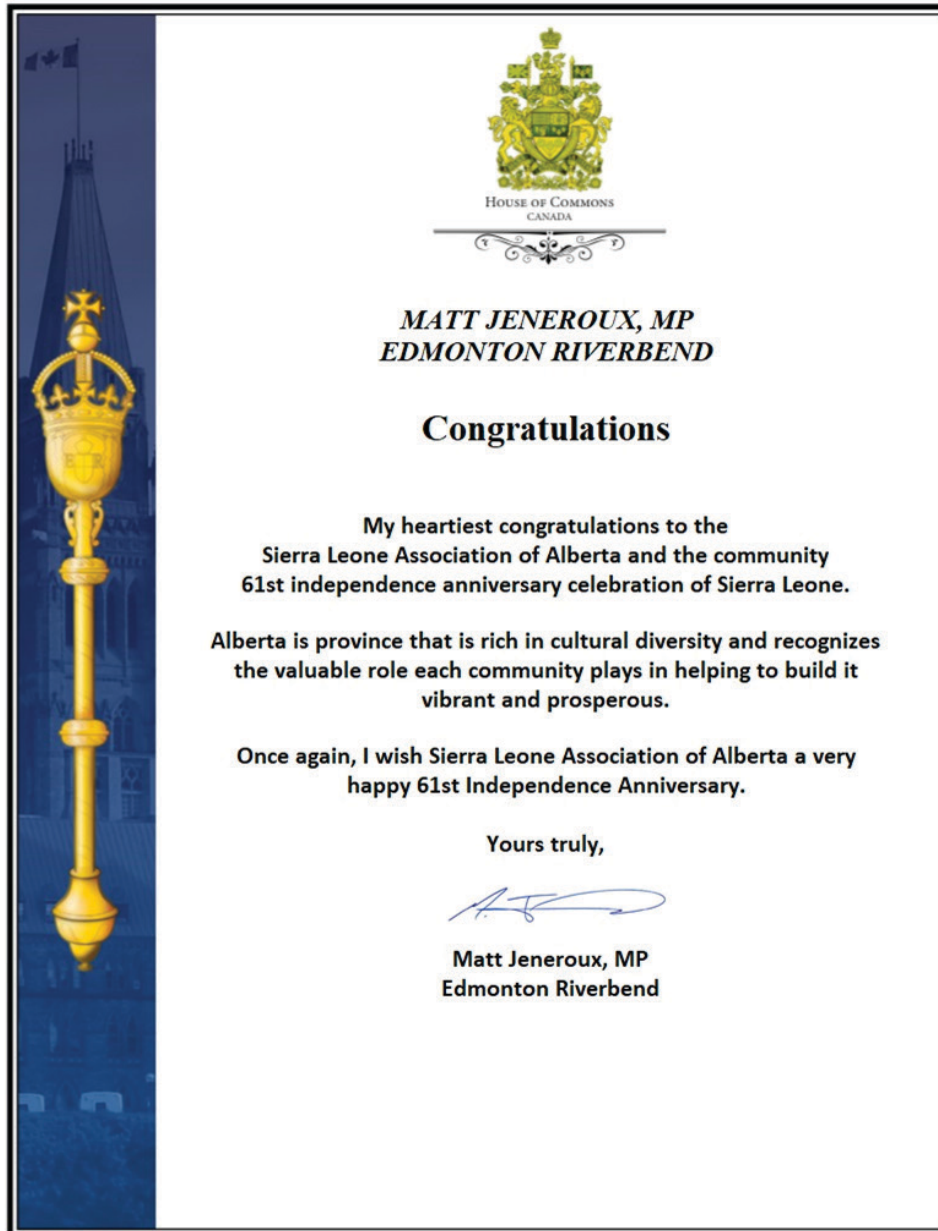 HOUSE OF COMMONS
CANADA
MATT JENEROUX, MP
EDMONTON RIVERBEND
Congratulations
My heartiest congratulations to the
Sierra Leone Association of Alberta and the community
61st independence anniversary celebration of Sierra Leone.
Alberta is province that is rich in cultural diversity and recognizes
the valuable role each community plays in helping to build it
vibrant and prosperous.
Once again, I wish Sierra Leone Association of Alberta a very
happy 61st Independence Anniversary.
Yours truly,
Matt Jeneroux, MP
Edmonton Riverbend